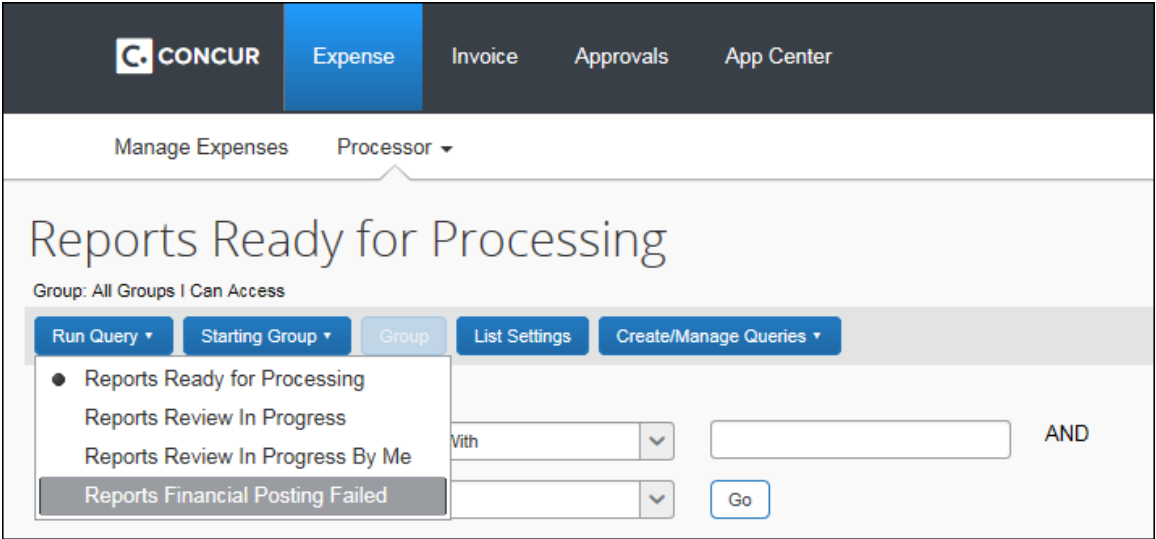 C. CONCUR Expense Invoice Approvals App Center
Manage Expenses Processor
Reports Ready for Processing
Group: All Groups I Can Access
Run Query Starting Group Group List Settings Create/Manage Queries
Reports Ready for Processing
Reports Review In Progress
With AND
Reports Review In Progress By Me
Reports Financial Posting Failed
Go